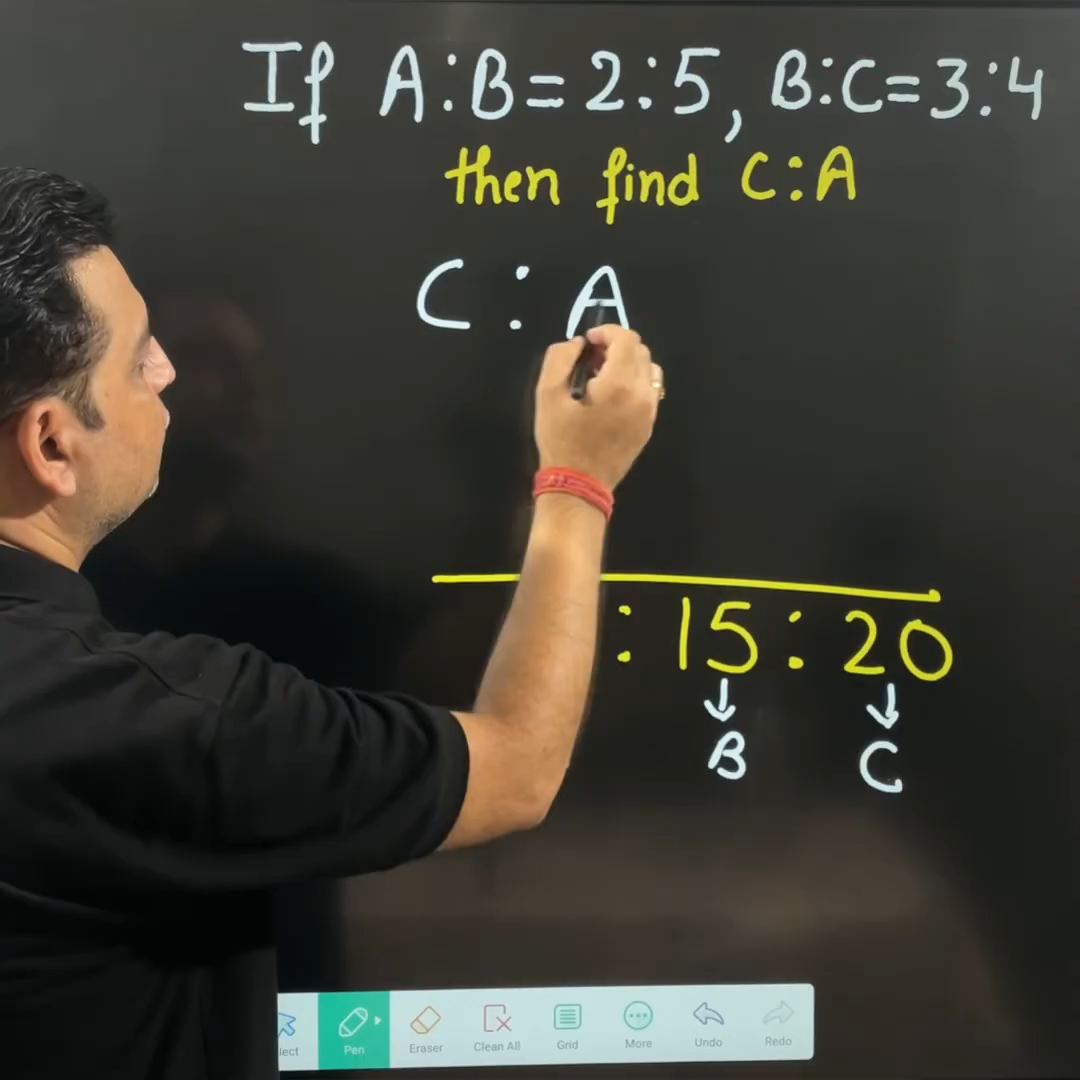 If A:B=2:5, B:C=3:4
then find C:A
C : A
: 15 : 20
B C
lect Pen Eraser Clean All Grid More Undo Redo